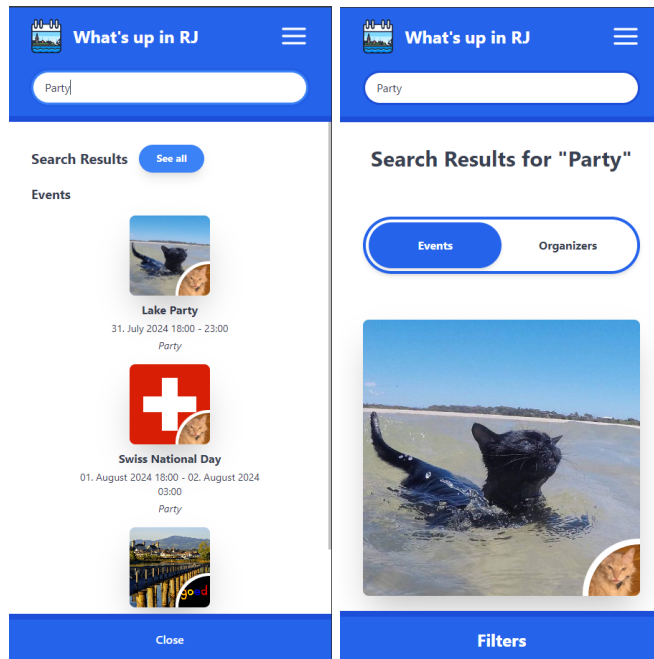 What's up in RJ
Party
Search Results
See all
Events
Lake Party
31. July 2024 18:00 - 23:00
Party
Swiss National Day
01. August 2024 18:00 - 02. August 2024
03:00
Party
good
Close
What's up in RJ
Party
Search Results for "Party"
Events
Organizers
Filters